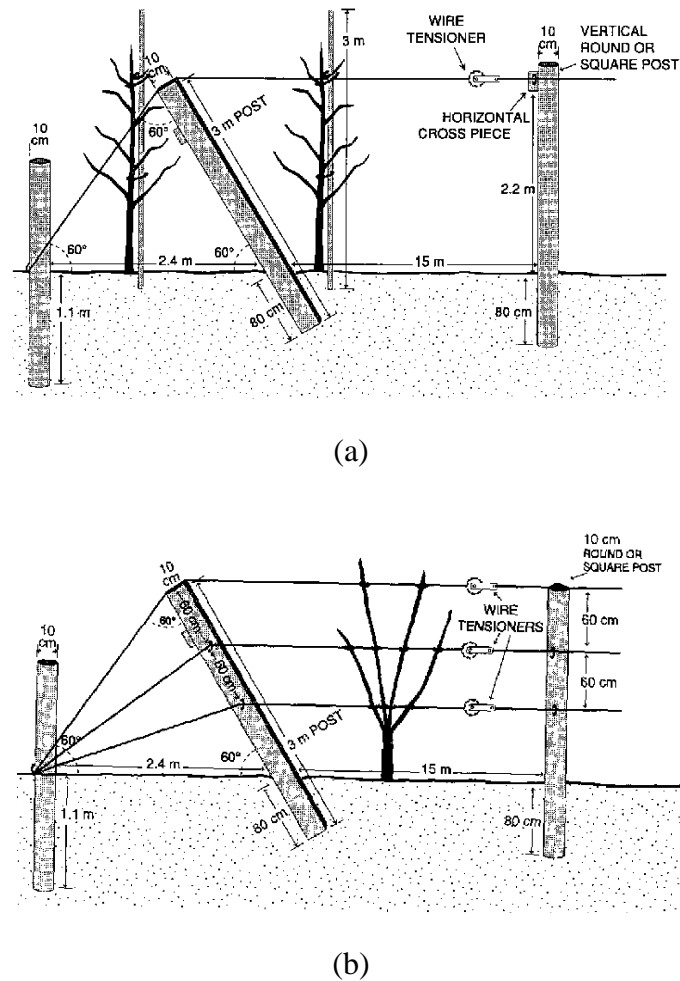 10
cm
3 m
WIRE
TENSIONER
10
cm
VERTICAL
ROUND OR
SQUARE POST
10
cm
60°
3 m POST
HORIZONTAL
CROSS PIECE
2.2 m
60°
2.4 m
60°
15 m
1.1 m
80 cm
80 cm
(a)
10
cm
10 cm
ROUND OR
SQUARE POST
10
cm
60°
60 cm
60 cm
WIRE
TENSIONERS
60 cm
60 cm
3 m POST
60°
2.4 m
60°
15 m
1.1 m
80 cm
80 cm
(b)